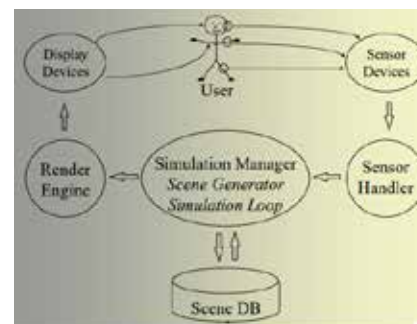 Display
Devices
User
Sensor
Devices
Render
Engine
Simulation Manager
Scene Generator
Simulation Loop
Sensor
Handler
Scene DB